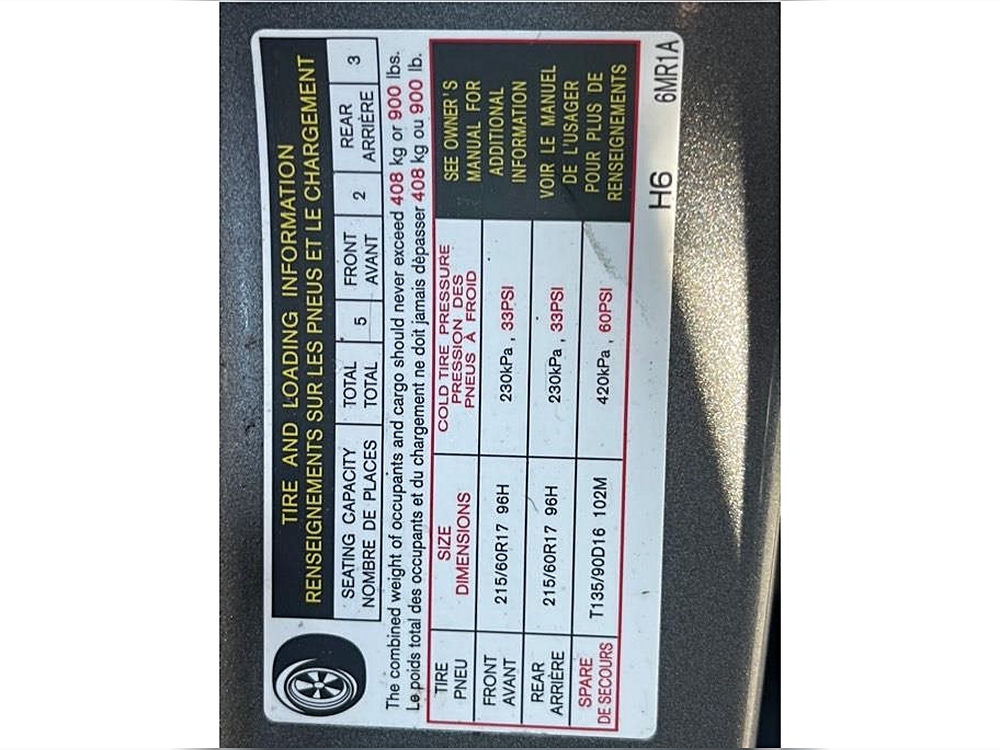 TIRE AND LOADING INFORMATION
RENSEIGNEMENTS SUR LES PNEUS ET LE CHARGEMENT
SEATING CAPACITY
NOMBRE DE PLACES
TOTAL
TOTAL
5
FRONT
AVANT
2
REAR
ARRIÈRE
3
The combined weight of occupants and cargo should never exceed 408 kg or 900 lbs.
Le poids total des occupants et du chargement ne doit jamais dépasser 408 kg ou 900 lb.
TIRE
PNEU
SIZE
DIMENSIONS
COLD TIRE PRESSURE
PRESSION DES
PNEUS À FROID
FRONT
AVANT
215/60R17 96H
230kPa , 33PSI
REAR
ARRIÈRE
215/60R17 96H
230kPa , 33PSI
SPARE
DE SECOURS
T135/90D16 102M
420kPa , 60PSI
SEE OWNER'S
MANUAL FOR
ADDITIONAL
INFORMATION
VOIR LE MANUEL
DE L'USAGER
POUR PLUS DE
RENSEIGNEMENTS
H6 6MR1A